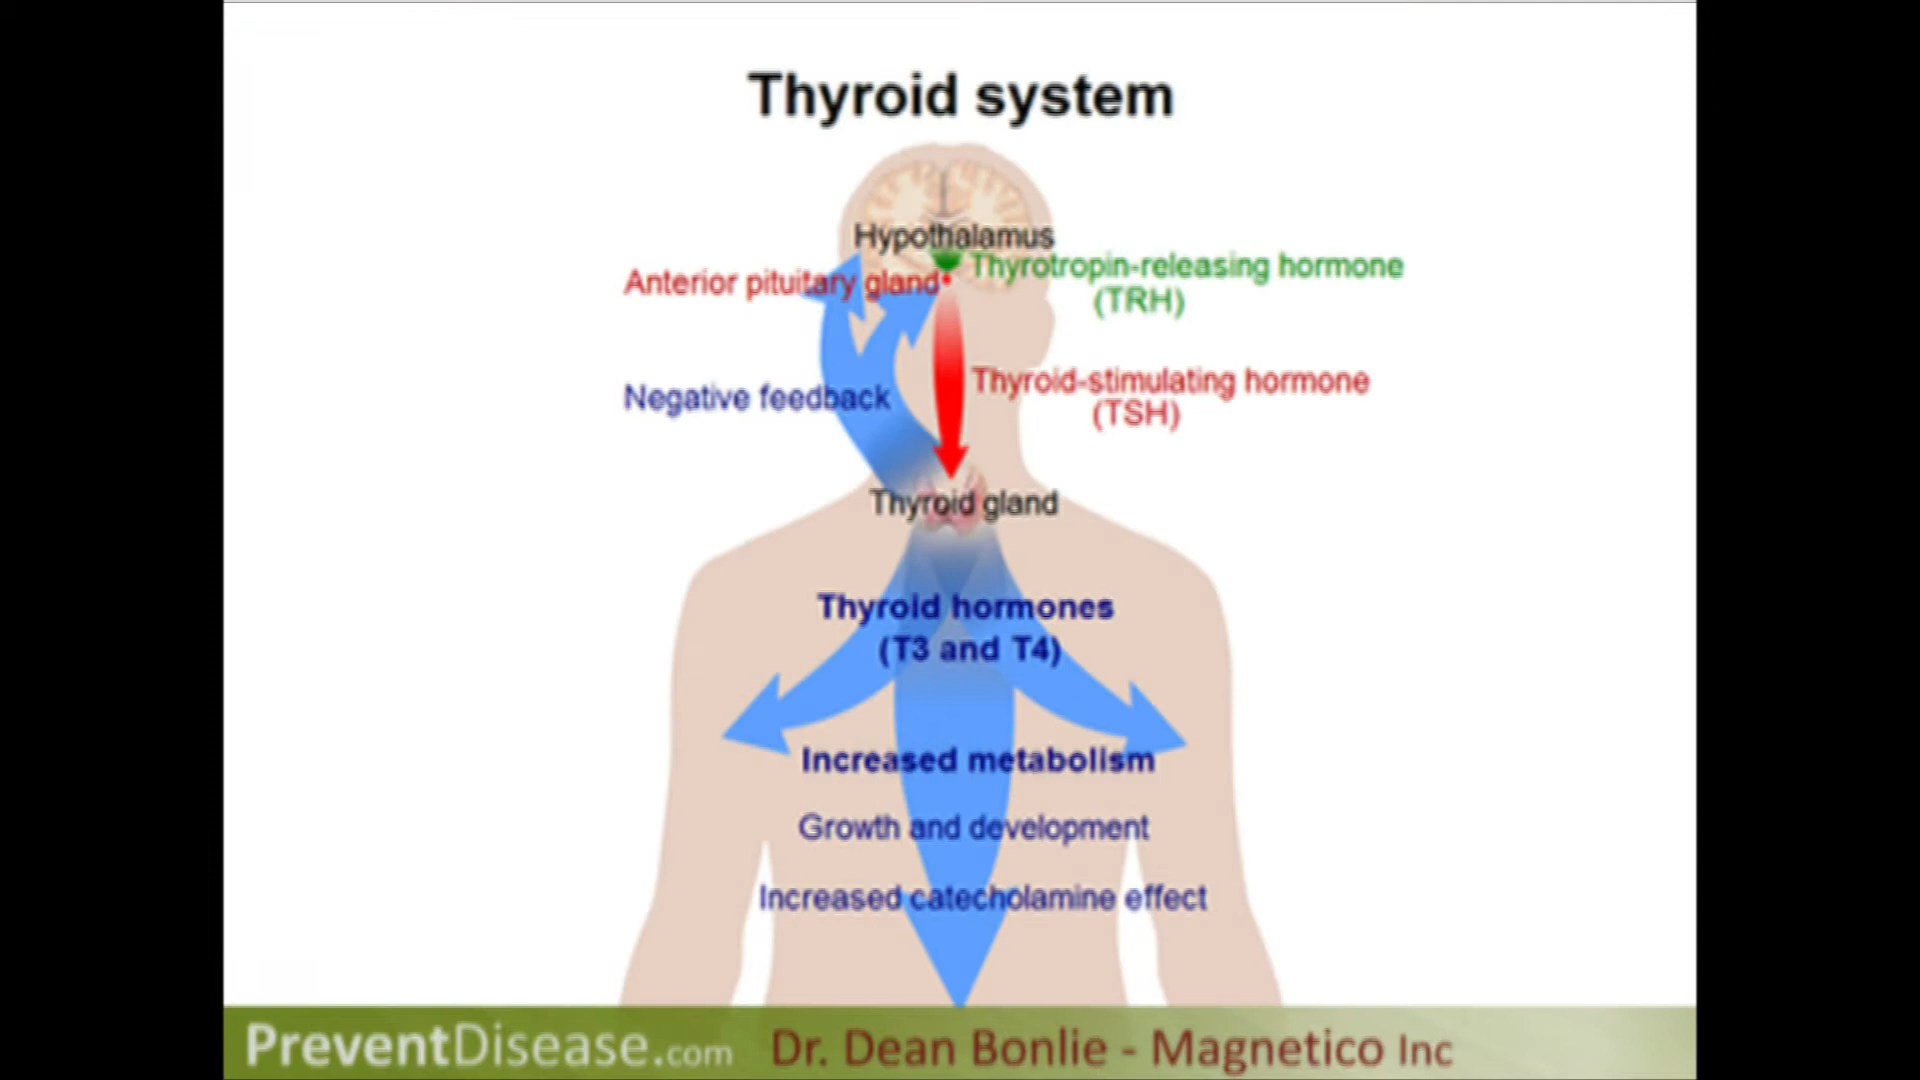 Thyroid system
Hypothalamus
Thyrotropin-releasing hormone
(TRH)
Anterior pituitary gland
Thyroid-stimulating hormone
(TSH)
Negative feedback
Thyroid gland
Thyroid hormones
(T3 and T4)
Increased metabolism
Growth and development
Increased catecholamine effect
PreventDisease.com Dr. Dean Bonlie - Magnetico Inc